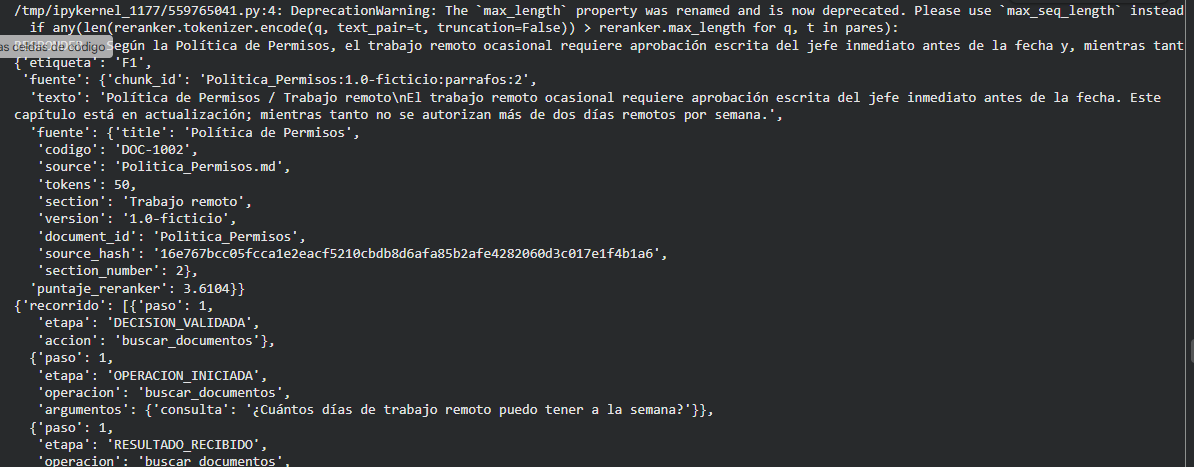 /tmp/ipykernel_1177/559765041.py:4: DeprecationWarning: The `max_length` property was renamed and is now deprecated. Please use `max_seq_length` instead
  if any(len(reranker.tokenizer.encode(q, text_pair=t, truncation=False)) > reranker.max_length for q, t in pares):
Según la Política de Permisos, el trabajo remoto ocasional requiere aprobación escrita del jefe inmediato antes de la fecha y, mientras tant
das de código
{'etiqueta': 'F1',
 'fuente': {'chunk_id': 'Politica_Permisos:1.0-ficticio:parrafos:2',
  'texto': 'Política de Permisos / Trabajo remoto\nEl trabajo remoto ocasional requiere aprobación escrita del jefe inmediato antes de la fecha. Este
capítulo está en actualización; mientras tanto no se autorizan más de dos días remotos por semana.',
  'fuente': {'title': 'Política de Permisos',
   'codigo': 'DOC-1002',
   'source': 'Politica_Permisos.md',
   'tokens': 50,
   'section': 'Trabajo remoto',
   'version': '1.0-ficticio',
   'document_id': 'Politica_Permisos',
   'source_hash': '16e767bcc05fcca1e2eacf5210cbdb8d6afa85b2afe4282060d3c017e1f4b1a6',
   'section_number': 2},
  'puntaje_reranker': 3.6104}}
{'recorrido': [{'paso': 1,
   'etapa': 'DECISION_VALIDADA',
   'accion': 'buscar_documentos'},
  {'paso': 1,
   'etapa': 'OPERACION_INICIADA',
   'operacion': 'buscar_documentos',
   'argumentos': {'consulta': '¿Cuántos días de trabajo remoto puedo tener a la semana?'}},
  {'paso': 1,
   'etapa': 'RESULTADO_RECIBIDO',
   'operacion': 'buscar_documentos',